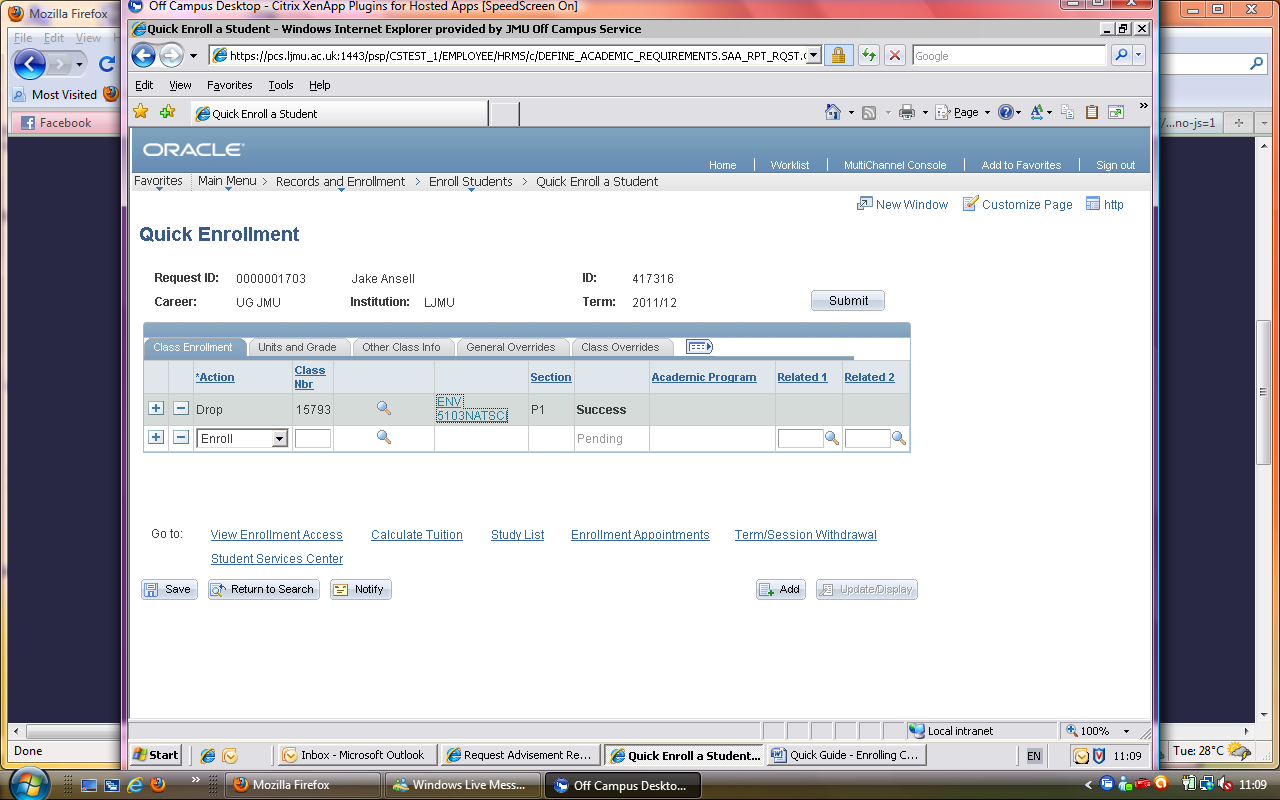 Mozilla Firefox
File Edit View
Most Visited
Facebook
Off Campus Desktop - Citrix XenApp Plugins for Hosted Apps [SpeedScreen On]
Quick Enroll a Student - Windows Internet Explorer provided by JMU Off Campus Service
https://pcs.ljmu.ac.uk:1443/psp/CSTEST_1/EMPLOYEE/HRMS/c/DEFINE_ACADEMIC_REQUIREMENTS.SAA_RPT_RQST.
Google
Edit View Favorites Tools Help
Quick Enroll a Student
Page
/...no-js=1
ORACLE
Home Worklist MultiChannel Console Add to Favorites Sign out
Favorites Main Menu > Records and Enrollment > Enroll Students > Quick Enroll a Student
New Window Customize Page http
Quick Enrollment
Request ID: 0000001703 Jake Ansell ID: 417316
Career: UG JMU Institution: LJMU Term: 2011/12 Submit
Class Enrollment Units and Grade Other Class Info General Overrides Class Overrides
*Action Class Nbr Section Academic Program Related 1 Related 2
Drop 15793 ENV 5103NATSCI P1 Success
Enroll Pending
Go to: View Enrollment Access Calculate Tuition Study List Enrollment Appointments Term/Session Withdrawal
Student Services Center
Save Return to Search Notify Add Update/Display
Local intranet 100%
Done
Start Inbox - Microsoft Outlook Request Advisement Re... Quick Enroll a Student... Quick Guide - Enrolling C... EN 11:09
Tue: 28°C
Mozilla Firefox Windows Live Mess... Off Campus Deskto... 11:09